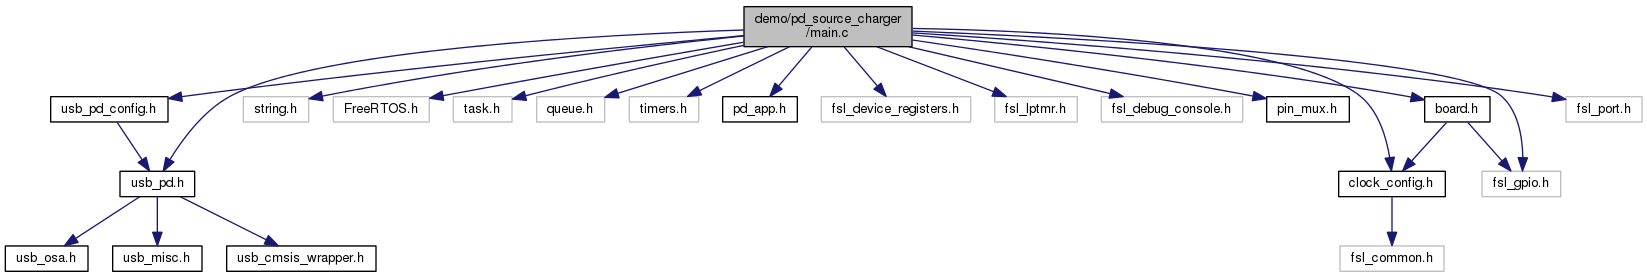 demo/pd_source_charger
/main.c
usb_pd_config.h
string.h
FreeRTOS.h
task.h
queue.h
timers.h
pd_app.h
fsl_device_registers.h
fsl_lptmr.h
fsl_debug_console.h
pin_mux.h
board.h
fsl_port.h
usb_pd.h
clock_config.h
fsl_gpio.h
usb_osa.h
usb_misc.h
usb_cmsis_wrapper.h
fsl_common.h